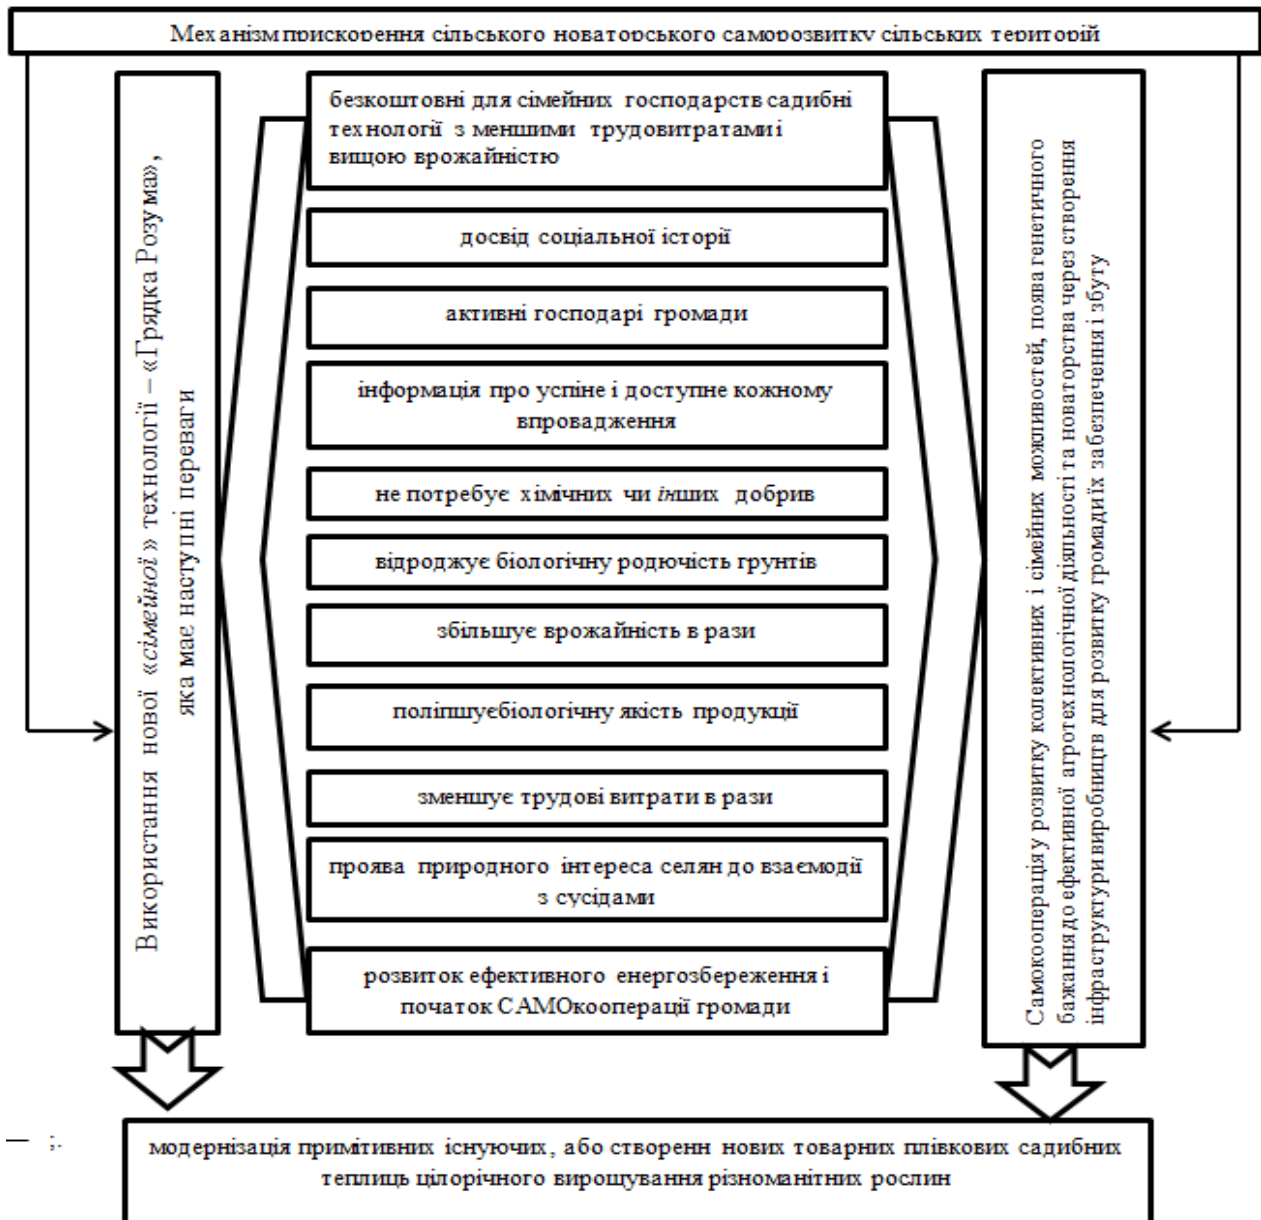 Механізм прискорення сільського новаторського саморозвитку сільських територій
Використання нової «сімейної» технології – «Грядка Розума»,
яка має наступні переваги
безкоштовні для сімейних господарств садибні
технології з меншими трудовитратами і
вищою врожайністю
досвід соціальної історії
активні господарі громади
інформація про успіне і доступне кожному
впровадження
не потребує хімічних чи інших добрив
відроджує біологічну родючість грунтів
збільшує врожайність в рази
поліпшуєбіологічну якість продукції
зменшує трудові витрати в рази
проява природного інтереса селян до взаємодії
з сусідами
розвиток ефективного енергозбереження і
початок САМОкооперації громади
Самокооперація у розвитку колективних і сімейних можливостей, поява генетичного
бажання до ефективної агротехнологічної діяльності та новаторства через створення
інфраструктури виробництв для розвитку громад и їх забезпечення і збуту
— ;.
модернізація примітивних існуючих, або створенн нових товарних плівкових садибних
теплиць цілорічного вирощування різноманітних рослин